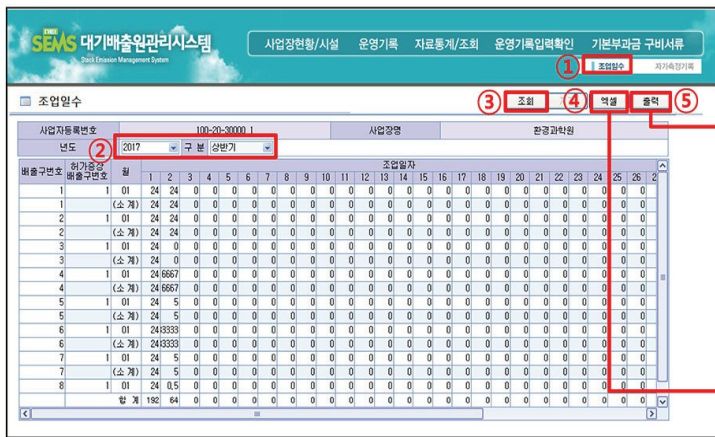 SEMS 대기배출원관리시스템
Stack Emission Management System
사업장현황/시설 운영기록 자료통계/조회 운영기록입력확인 기본부과금 구비서류
① 조업일수 자가측정기록
조업일수
③ 조회 ④ 엑셀 출력 ⑤
사업자등록번호 100-20-30000 1 사업장명 환경과학원
년도 ② 2017 구 분 상반기
배출구번호 허가증상 배출구번호 월 조업일자
1 2 3 4 5 6 7 8 9 10 11 12 13 14 15 16 17 18 19 20 21 22 23 24 25 26 2
1 1 01 24 24 0 0 0 0 0 0 0 0 0 0 0 0 0 0 0 0 0 0 0 0 0 0 0 0
1 (소 계) 24 24 0 0 0 0 0 0 0 0 0 0 0 0 0 0 0 0 0 0 0 0 0 0 0 0
2 1 01 24 24 0 0 0 0 0 0 0 0 0 0 0 0 0 0 0 0 0 0 0 0 0 0 0 0
2 (소 계) 24 24 0 0 0 0 0 0 0 0 0 0 0 0 0 0 0 0 0 0 0 0 0 0 0 0
3 1 01 24 0 0 0 0 0 0 0 0 0 0 0 0 0 0 0 0 0 0 0 0 0 0 0 0 0
3 (소 계) 24 0 0 0 0 0 0 0 0 0 0 0 0 0 0 0 0 0 0 0 0 0 0 0 0 0
4 1 01 24 6667 0 0 0 0 0 0 0 0 0 0 0 0 0 0 0 0 0 0 0 0 0 0 0 0
4 (소 계) 24 6667 0 0 0 0 0 0 0 0 0 0 0 0 0 0 0 0 0 0 0 0 0 0 0 0
5 1 01 24 5 0 0 0 0 0 0 0 0 0 0 0 0 0 0 0 0 0 0 0 0 0 0 0 0
5 (소 계) 24 5 0 0 0 0 0 0 0 0 0 0 0 0 0 0 0 0 0 0 0 0 0 0 0 0
6 1 01 24 3333 0 0 0 0 0 0 0 0 0 0 0 0 0 0 0 0 0 0 0 0 0 0 0 0
6 (소 계) 24 3333 0 0 0 0 0 0 0 0 0 0 0 0 0 0 0 0 0 0 0 0 0 0 0 0
7 1 01 24 5 0 0 0 0 0 0 0 0 0 0 0 0 0 0 0 0 0 0 0 0 0 0 0 0
7 (소 계) 24 5 0 0 0 0 0 0 0 0 0 0 0 0 0 0 0 0 0 0 0 0 0 0 0 0
8 1 01 24 0.5 0 0 0 0 0 0 0 0 0 0 0 0 0 0 0 0 0 0 0 0 0 0 0 0
합 계 192 64 0 0 0 0 0 0 0 0 0 0 0 0 0 0 0 0 0 0 0 0 0 0 0 0